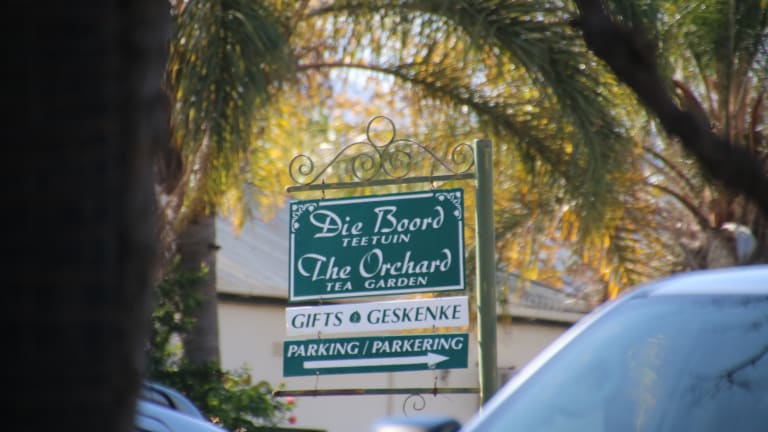 Die Boord
TEETUIN
The Orchard
TEA GARDEN
GIFTS GESKENKE
PARKING / PARKERING